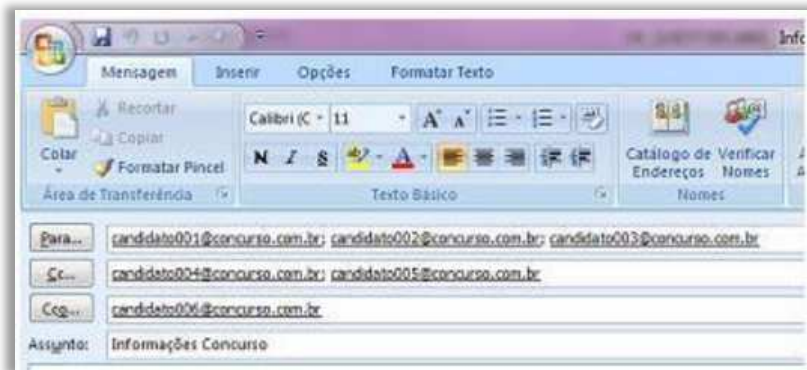 Info
Mensagem Inserir Opções Formatar Texto
Recortar
Copiar
Colar
Formatar Pincel
Área de Transferência
Calibri (C 11
N I S
Texto Básico
Catálogo de Endereços
Verificar Nomes
Nomes
Para... candidato001@concurso.com.br; candidato002@concurso.com.br; candidato003@concurso.com.br
Cc... candidato004@concurso.com.br; candidato005@concurso.com.br
Cco... candidato006@concurso.com.br
Assunto: Informações Concurso